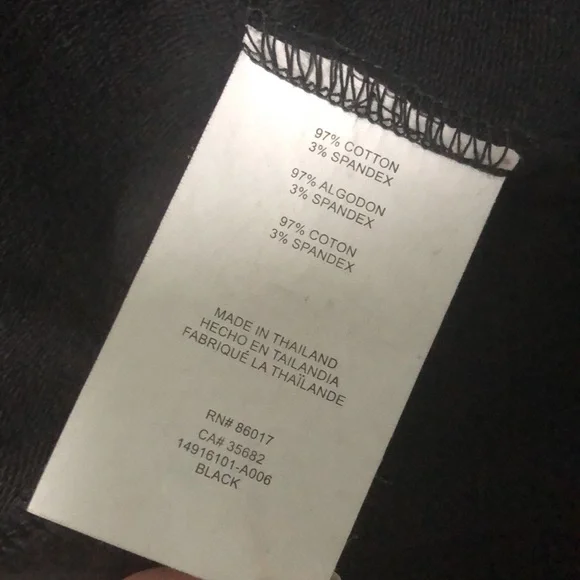 97% COTTON
3% SPANDEX
97% ALGODON
3% SPANDEX
97% COTON
3% SPANDEX
MADE IN THAILAND
HECHO EN TAILANDIA
FABRIQUÉ LA THAÏLANDE
RN# 86017
CA# 35682
14916101-A006
BLACK